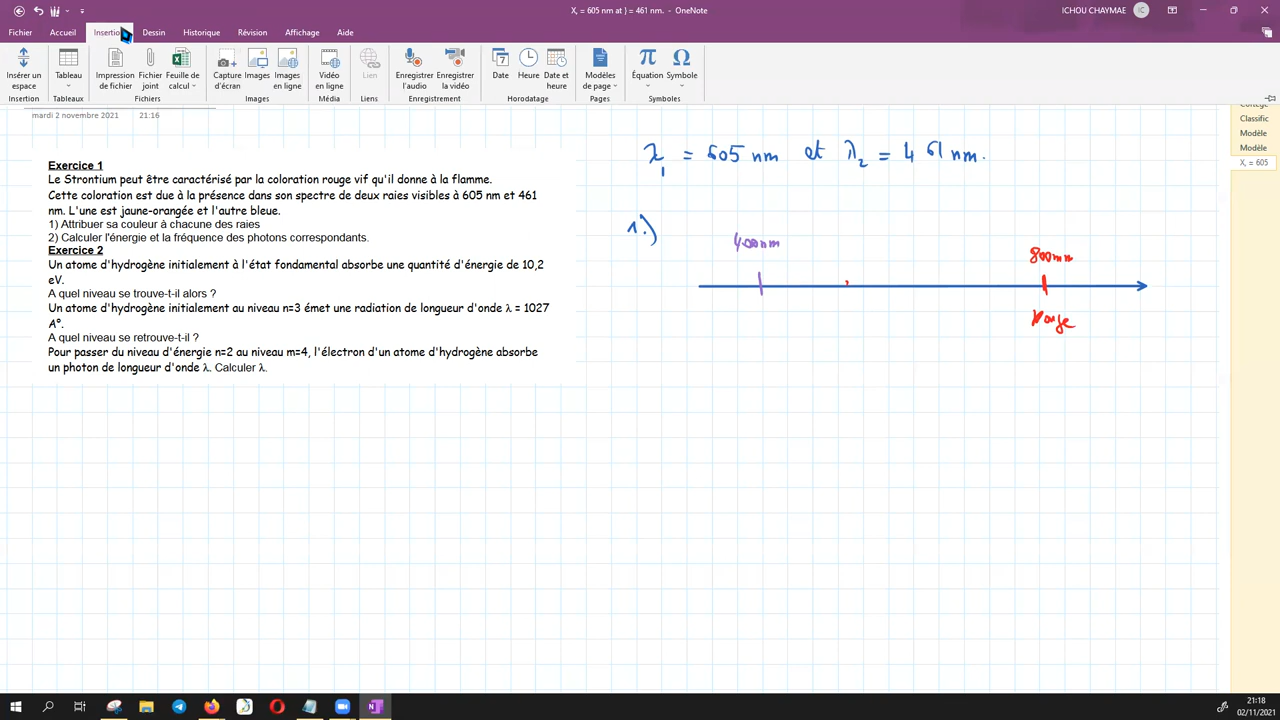 X, = 605 nm at ) = 461 nm. - OneNote
ICHOU CHAYMAE
IC
Fichier Accueil Insertion Dessin Historique Révision Affichage Aide
Insérer un espace
Tableau
Impression de fichier
Fichier joint
Feuille de calcul
Capture d'écran
Images
Images en ligne
Vidéo en ligne
Lien
Enregistrer l'audio
Enregistrer la vidéo
Date
Heure
Date et heure
Modèles de page
Équation
Symbole
Insertion Tableaux Fichiers Images Média Liens Enregistrement Horodatage Pages Symboles
mardi 2 novembre 2021 21:16
Exercice 1
Le Strontium peut être caractérisé par la coloration rouge vif qu'il donne à la flamme.
Cette coloration est due à la présence dans son spectre de deux raies visibles à 605 nm et 461
nm. L'une est jaune-orangée et l'autre bleue.
1) Attribuer sa couleur à chacune des raies
2) Calculer l'énergie et la fréquence des photons correspondants.
Exercice 2
Un atome d'hydrogène initialement à l'état fondamental absorbe une quantité d'énergie de 10,2
eV.
A quel niveau se trouve-t-il alors ?
Un atome d'hydrogène initialement au niveau n=3 émet une radiation de longueur d'onde λ = 1027
A°.
A quel niveau se retrouve-t-il ?
Pour passer du niveau d'énergie n=2 au niveau m=4, l'électron d'un atome d'hydrogène absorbe
un photon de longueur d'onde λ. Calculer λ.
λ₁ = 605 nm et λ₂ = 461 nm.
1.)
400nm
800nm
Rouge
Classific
Modèle
Modèle
X, = 605
21:18
02/11/2021